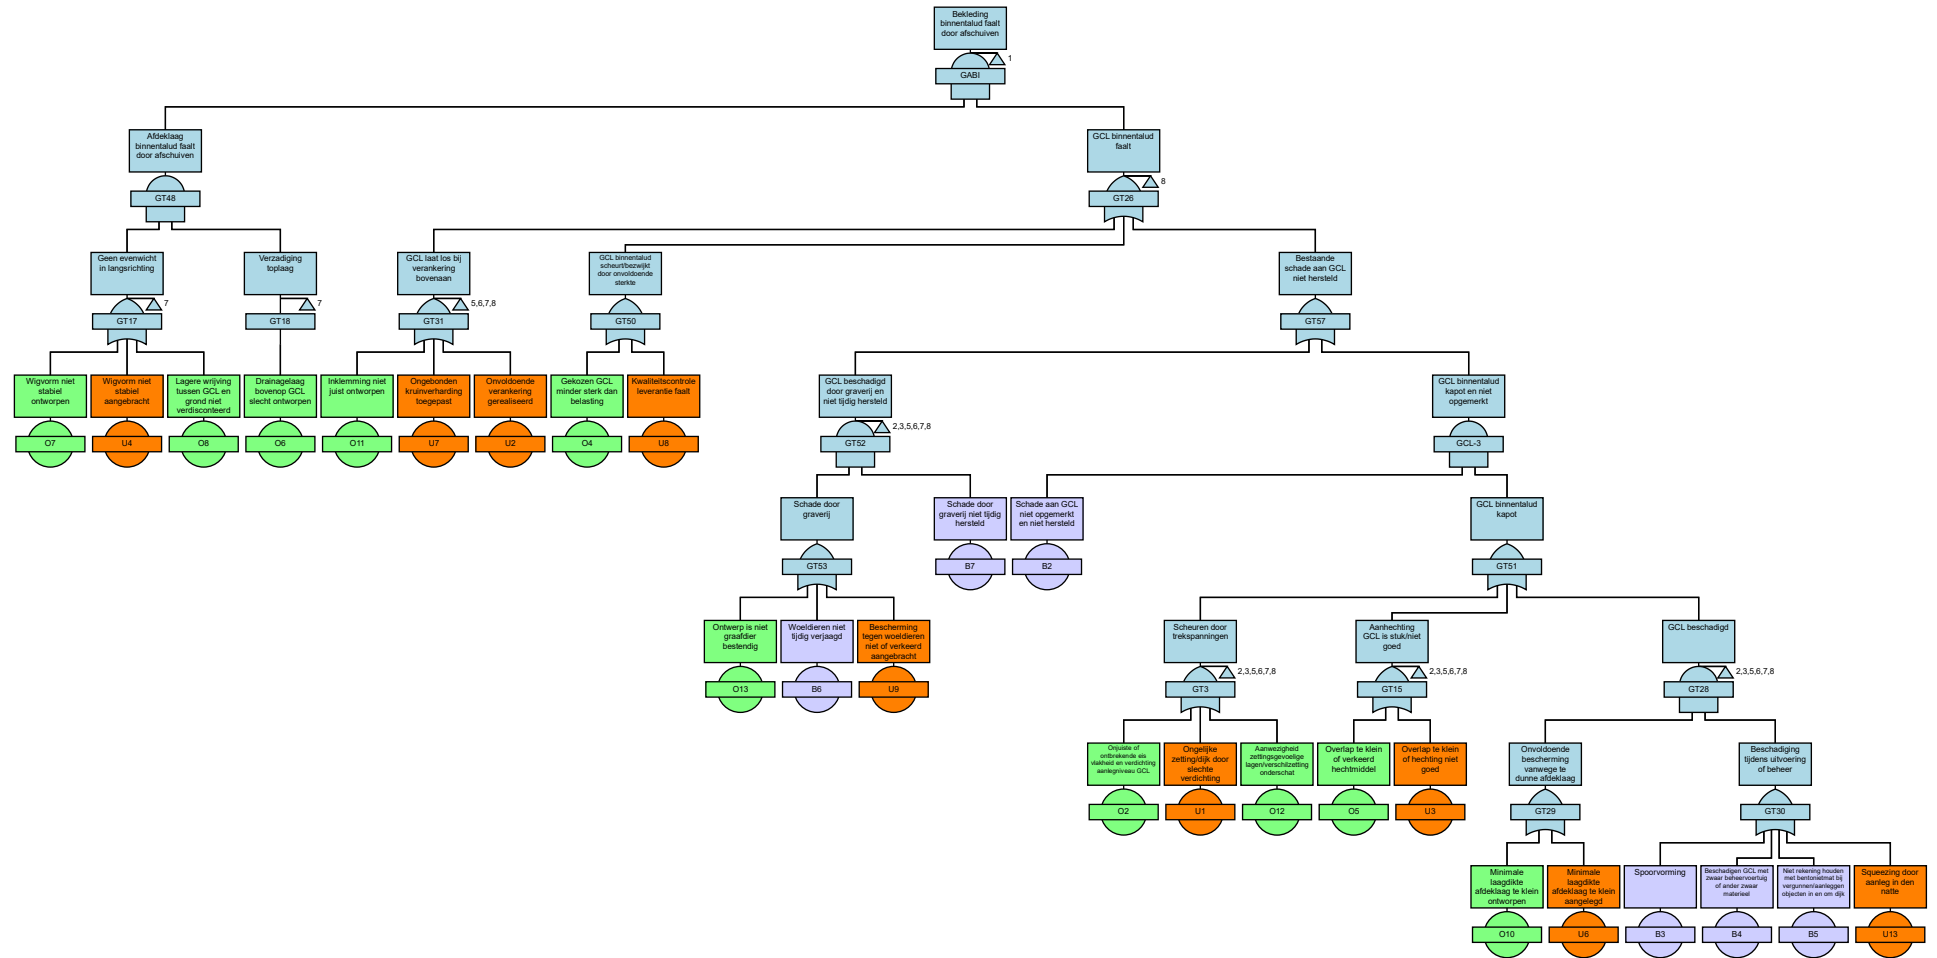 Bekleding
binnentalud faalt
door afschuiven
1
GABI
Afdeklaag
binnentalud faalt
door afschuiven
GT48
GCL binnentalud
faalt
8
GT26
Geen evenwicht
in langsrichting
7
GT17
Verzadiging
toplaag
7
GT18
GCL laat los bij
verankering
bovenaan
5,6,7,8
GT31
GCL binnentalud
scheurt/bezwijkt
door onvoldoende
sterkte
GT50
Bestaande
schade aan GCL
niet hersteld
GT57
Wigvorm niet
stabiel
ontworpen
O7
Wigvorm niet
stabiel
aangebracht
U4
Lagere wrijving
tussen GCL en
grond niet
verdisconteerd
O8
Drainagelaag
bovenop GCL
slecht ontworpen
O6
Inklemming niet
juist ontworpen
O11
Ongebonden
kruinverharding
toegepast
U7
Onvoldoende
verankering
gerealiseerd
U2
Gekozen GCL
minder sterk dan
belasting
O4
Kwaliteitscontrole
leverantie faalt
U8
GCL beschadigd
door graverij en
niet tijdig hersteld
2,3,5,6,7,8
GT52
GCL binnentalud
kapot en niet
opgemerkt
GCL-3
Schade door
graverij
GT53
Schade door
graverij niet tijdig
hersteld
B7
Schade aan GCL
niet opgemerkt
en niet hersteld
B2
GCL binnentalud
kapot
GT51
Ontwerp is niet
graafdier
bestendig
O13
Woeldieren niet
tijdig verjaagd
B6
Bescherming
tegen woeldieren
niet of verkeerd
aangebracht
U9
Scheuren door
trekspanningen
2,3,5,6,7,8
GT3
Aanhechting
GCL is stuk/niet
goed
2,3,5,6,7,8
GT15
GCL beschadigd
2,3,5,6,7,8
GT28
Onjuiste of
ontbrekende eis
vlakheid en verdichting
aanlegniveau GCL
O2
Ongelijke
zetting/dijk door
slechte
verdichting
U1
Aanwezigheid
zettingsgevoelige
lagen/verschilzetting
onderschat
O12
Overlap te klein
of verkeerd
hechtmiddel
O5
Overlap te klein
of hechting niet
goed
U3
Onvoldoende
bescherming
vanwege te
dunne afdeklaag
GT29
Beschadiging
tijdens uitvoering
of beheer
GT30
Minimale
laagdikte
afdeklaag te klein
ontworpen
O10
Minimale
laagdikte
afdeklaag te klein
aangelegd
U6
Spoorvorming
B3
Beschadigen GCL met
zwaar beheervoertuig
of ander zwaar
materieel
B4
Niet rekening houden
met bentonietmat bij
vergunnen/aanleggen
objecten in en om dijk
B5
Squeezing door
aanleg in den
natte
U13